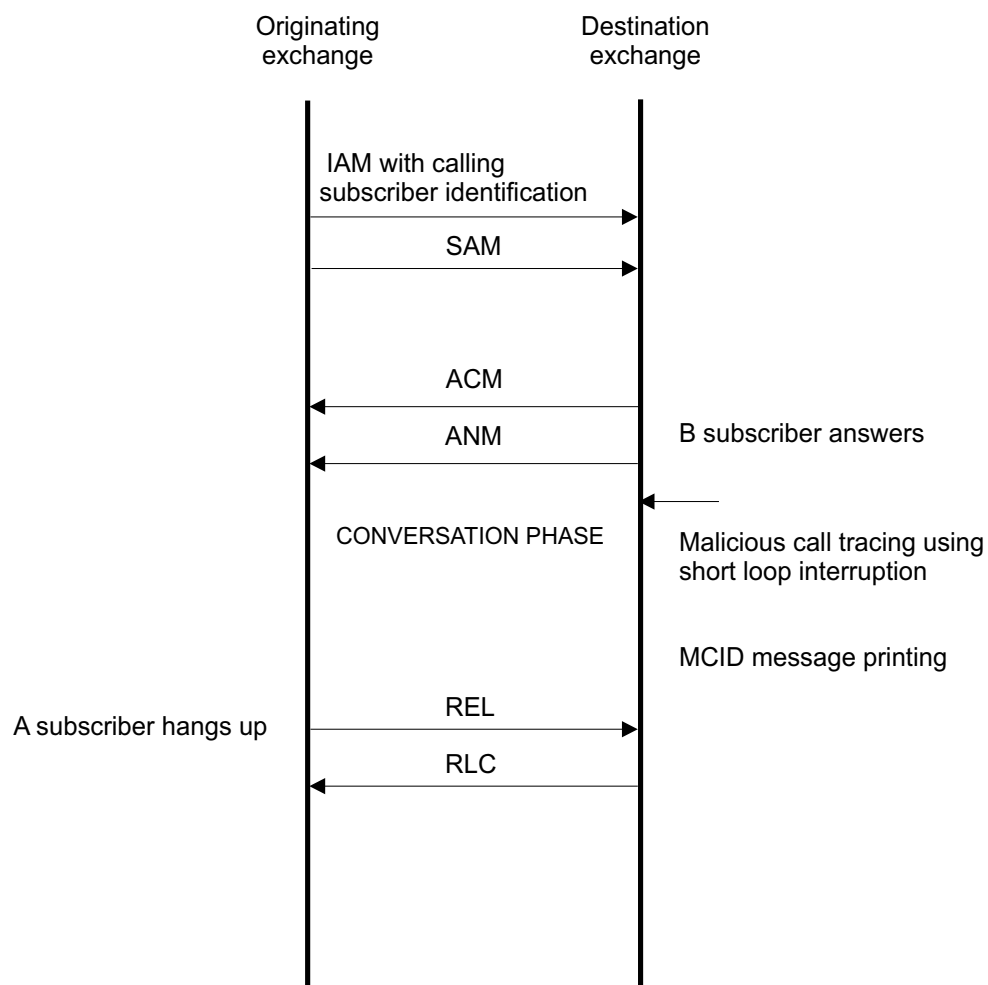 Originating
exchange
Destination
exchange
IAM with calling
subscriber identification
SAM
ACM
ANM
B subscriber answers
CONVERSATION PHASE
Malicious call tracing using
short loop interruption
MCID message printing
REL
A subscriber hangs up
RLC